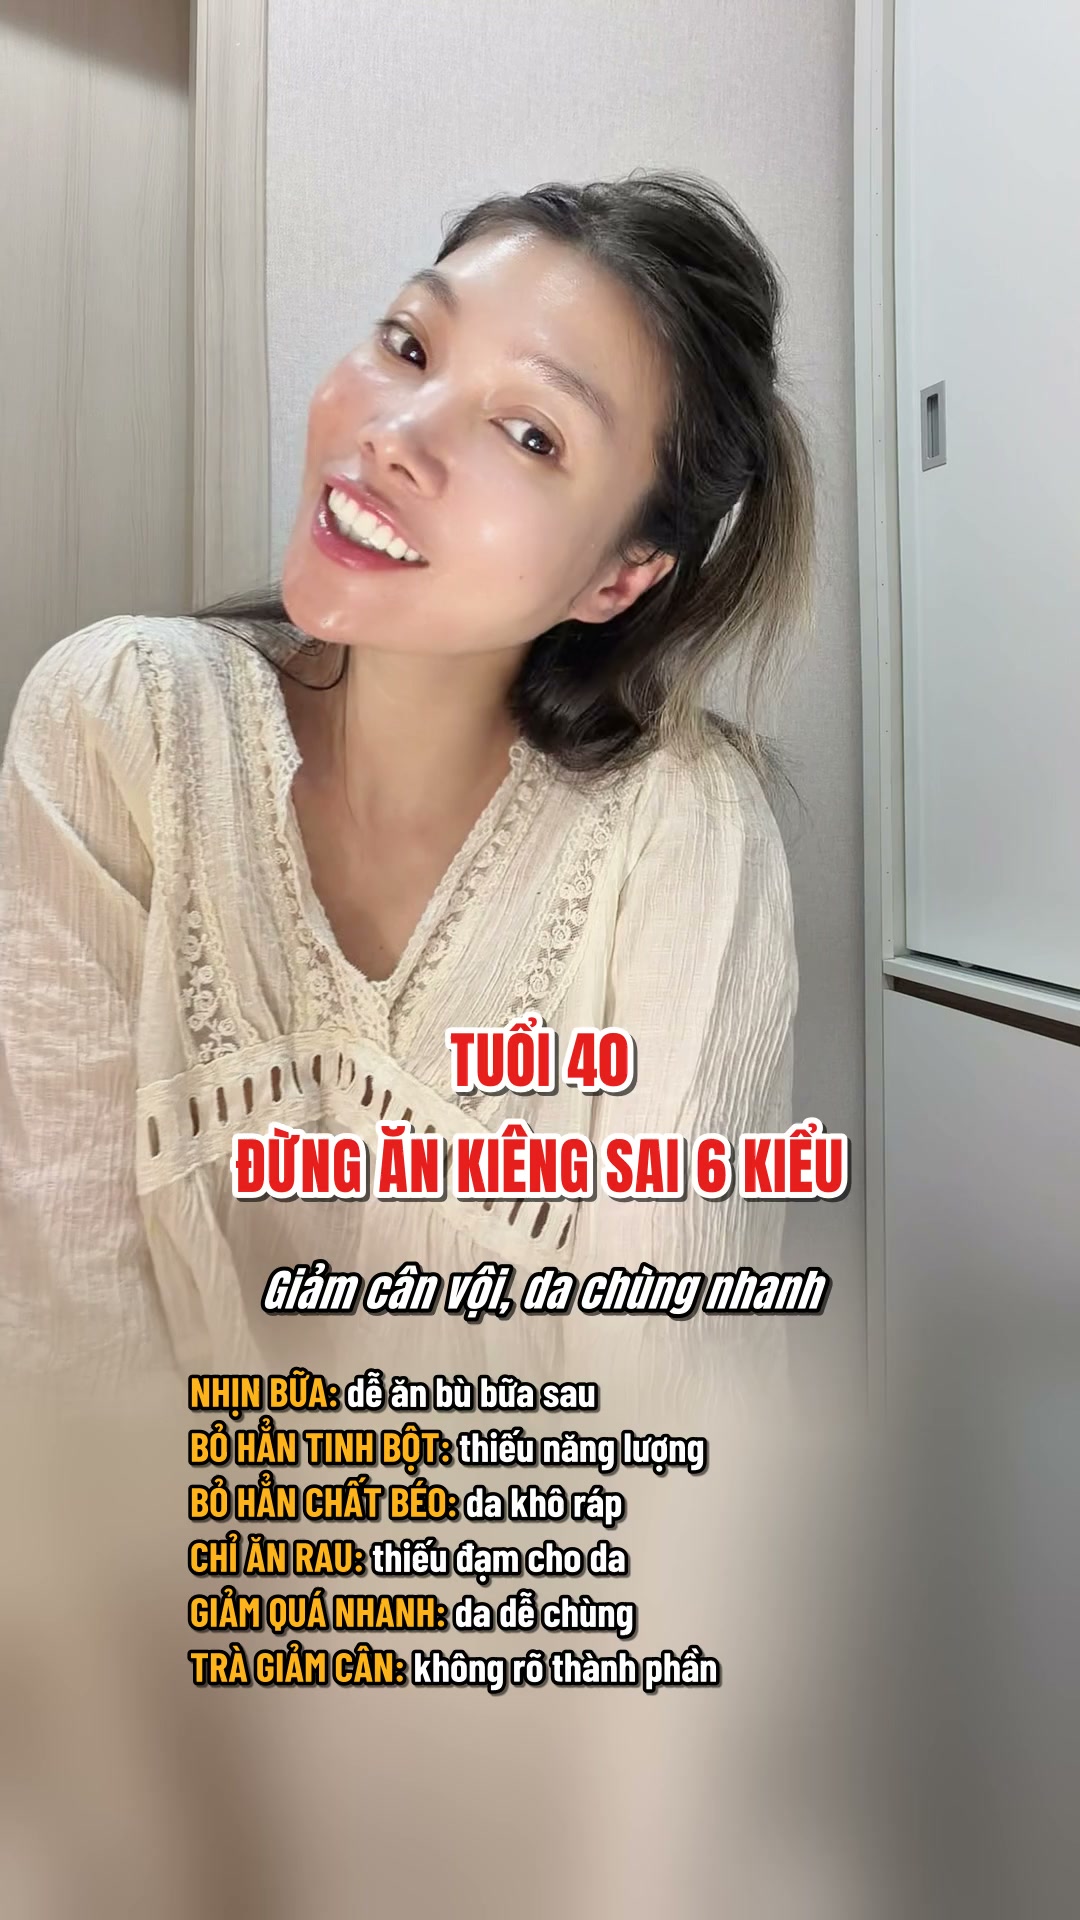 TUỔI 40
ĐỪNG ĂN KIÊNG SAI 6 KIỂU
Giảm cân vội, da chùng nhanh
NHỊN BỮA: dễ ăn bù bữa sau
BỎ HẲN TINH BỘT: thiếu năng lượng
BỎ HẲN CHẤT BÉO: da khô ráp
CHỈ ĂN RAU: thiếu đạm cho da
GIẢM QUÁ NHANH: da dễ chùng
TRÀ GIẢM CÂN: không rõ thành phần